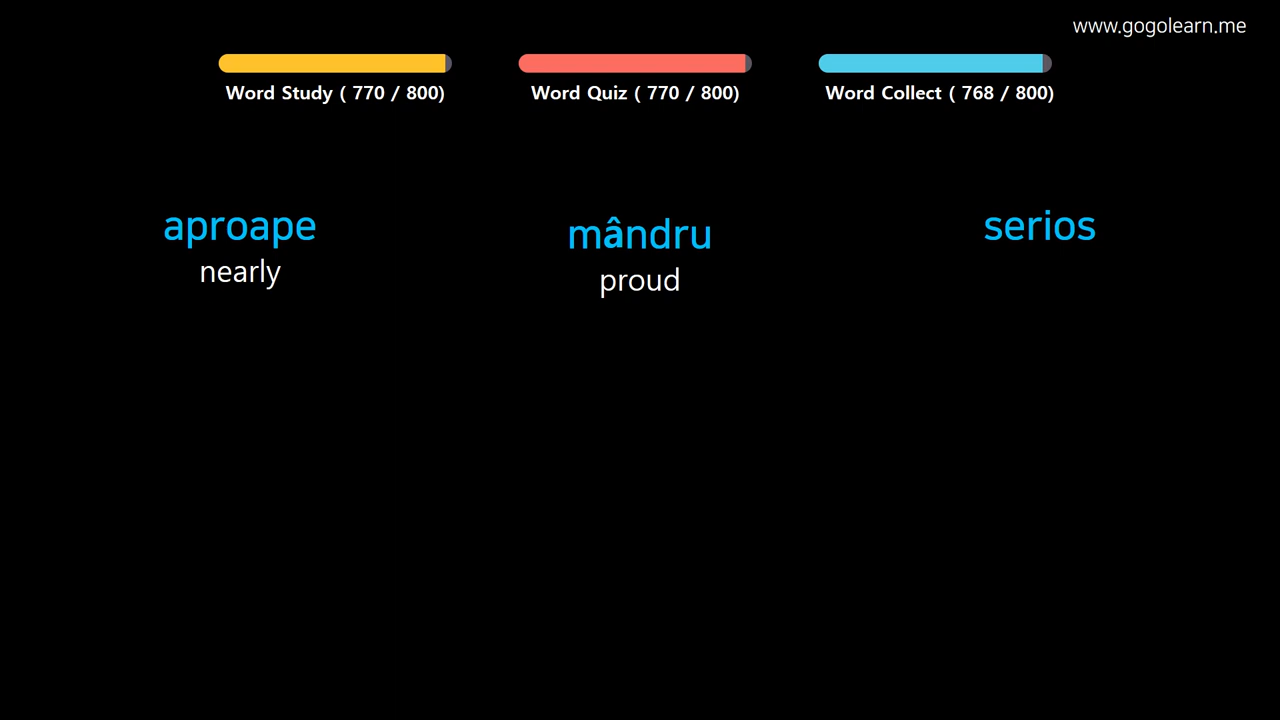 www.gogolearn.me
Word Study ( 770 / 800)
Word Quiz ( 770 / 800)
Word Collect ( 768 / 800)
aproape
nearly
mândru
proud
serios